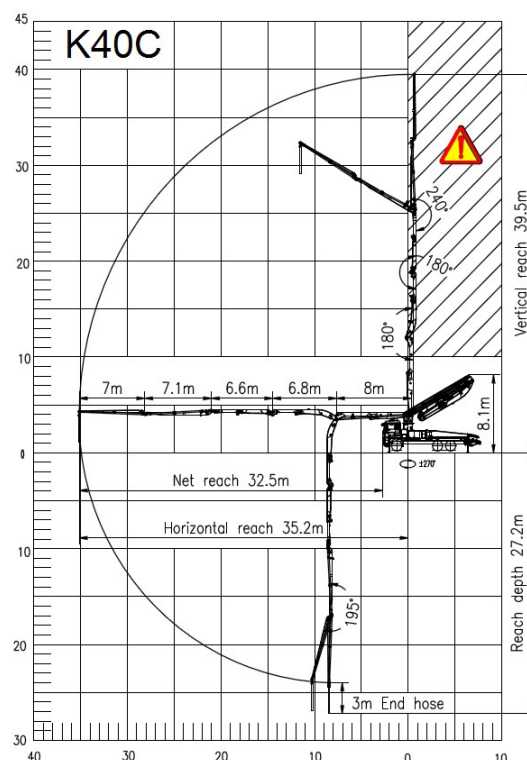 K40C
45
40
35
30
20
10
0
10
20
30
40
30
20
10
0
10
240°
180°
180°
195°
±270°
7m
7.1m
6.6m
6.8m
8m
8.1m
Net reach 32.5m
Horizontal reach 35.2m
3m End hose
Vertical reach 39.5m
Reach depth 27.2m